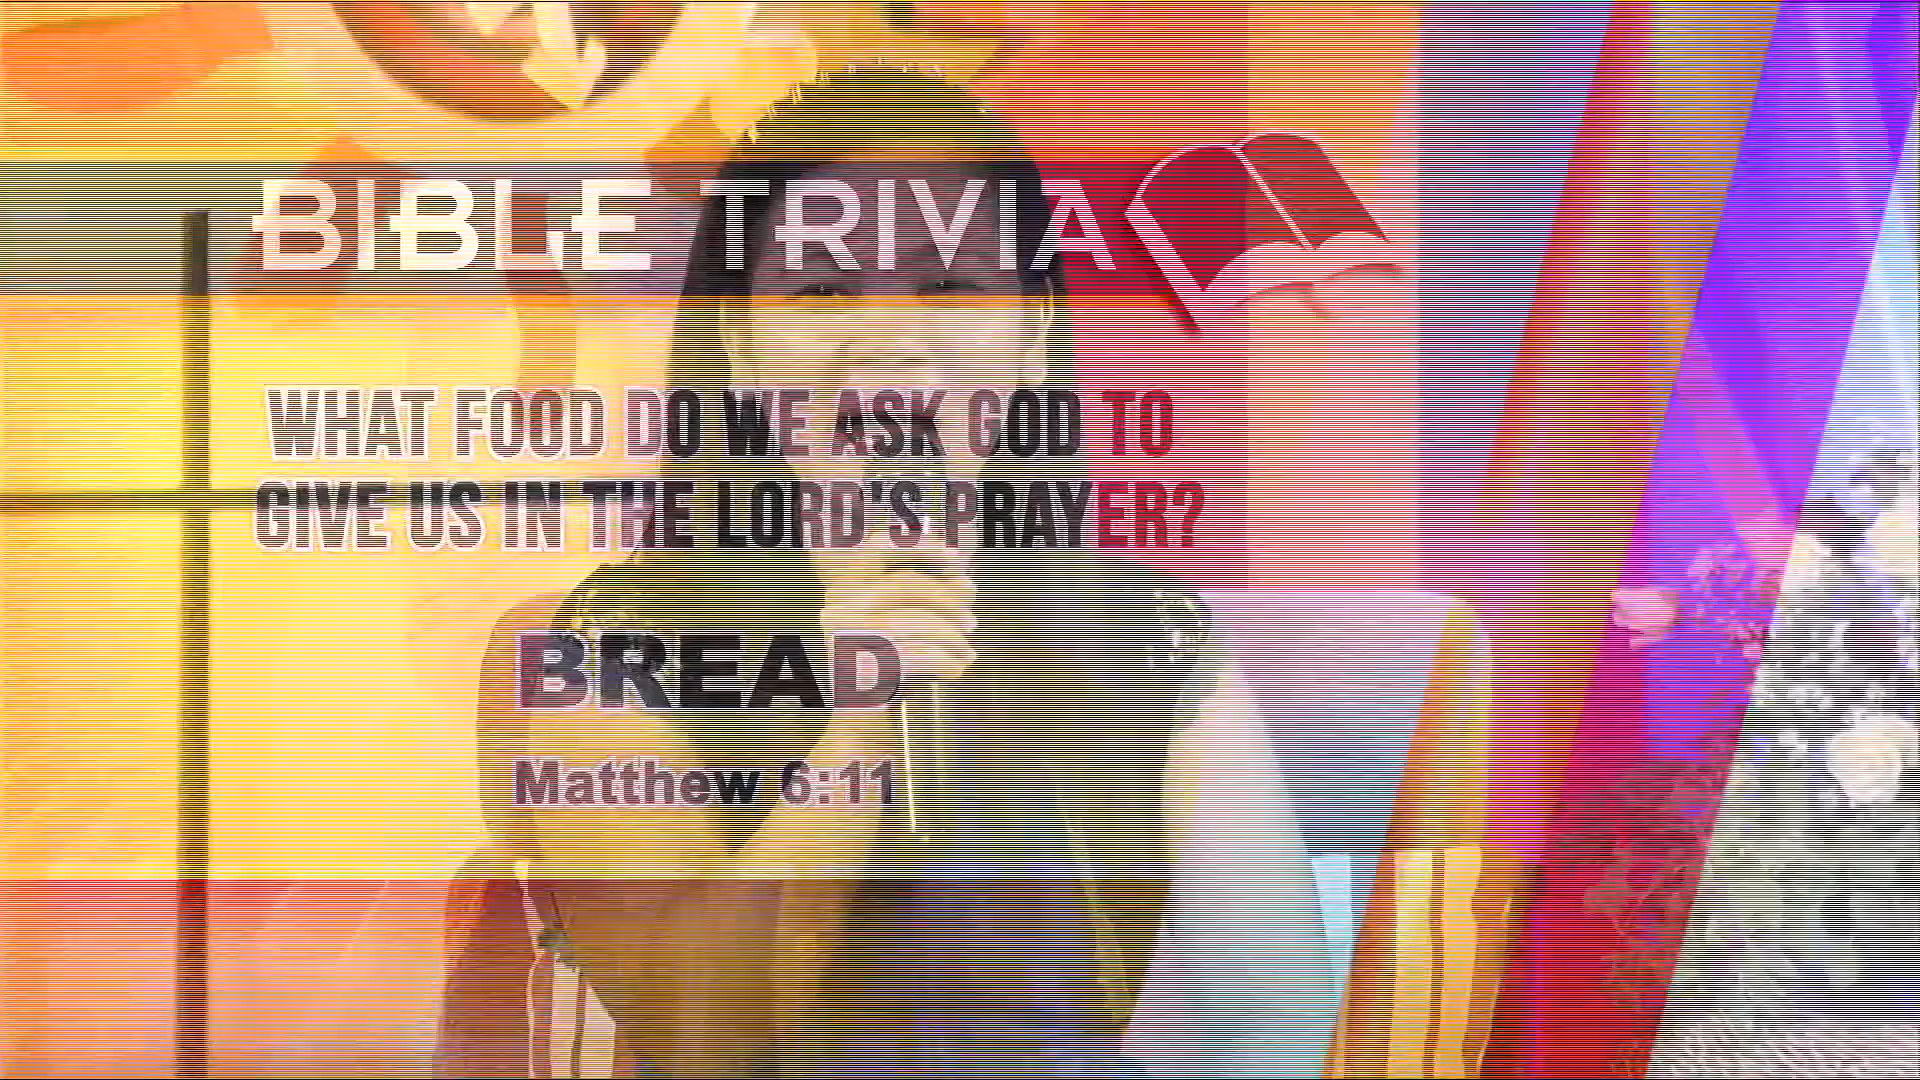 BIBLE TRIVIA
WHAT FOOD DO WE ASK GOD TO
GIVE US IN THE LORD'S PRAYER?
BREAD
Matthew 6:11